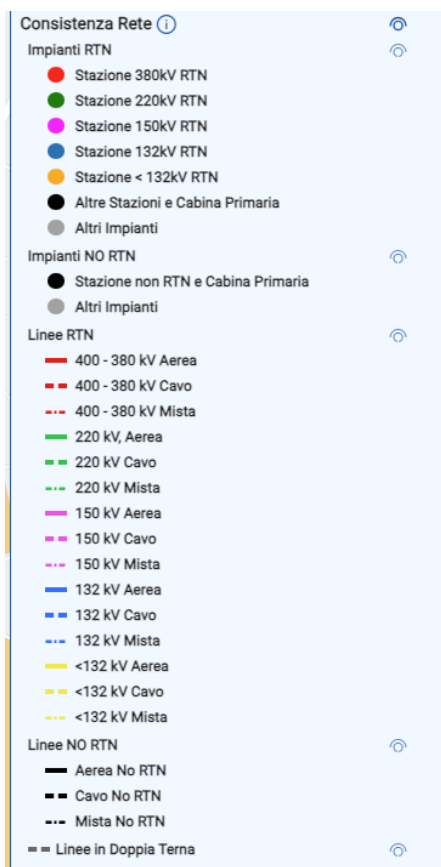 Consistenza Rete i
Impianti RTN
Stazione 380kV RTN
Stazione 220kV RTN
Stazione 150kV RTN
Stazione 132kV RTN
Stazione < 132kV RTN
Altre Stazioni e Cabina Primaria
Altri Impianti
Impianti NO RTN
Stazione non RTN e Cabina Primaria
Altri Impianti
Linee RTN
400 - 380 kV Aerea
400 - 380 kV Cavo
400 - 380 kV Mista
220 kV, Aerea
220 kV Cavo
220 kV Mista
150 kV Aerea
150 kV Cavo
150 kV Mista
132 kV Aerea
132 kV Cavo
132 kV Mista
<132 kV Aerea
<132 kV Cavo
<132 kV Mista
Linee NO RTN
Aerea No RTN
Cavo No RTN
Mista No RTN
Linee in Doppia Terna